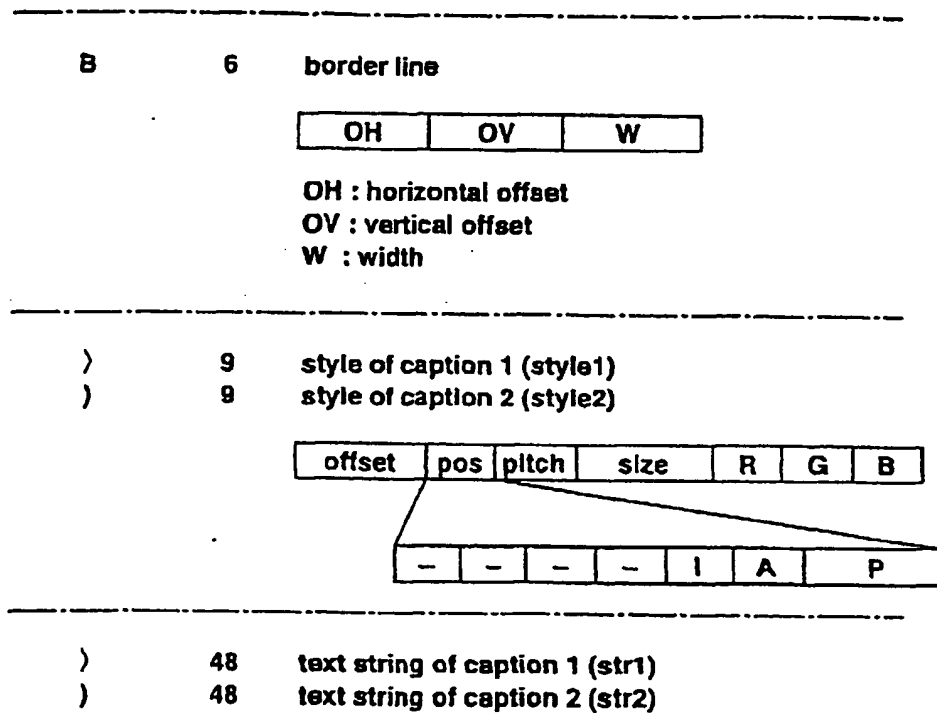 6 border line
OH OV W
OH : horizontal offset
OV : vertical offset
W : width
) 9 style of caption 1 (style1)
) 9 style of caption 2 (style2)
offset pos pitch size R G B
– – – – I A P
) 48 text string of caption 1 (str1)
) 48 text string of caption 2 (str2)